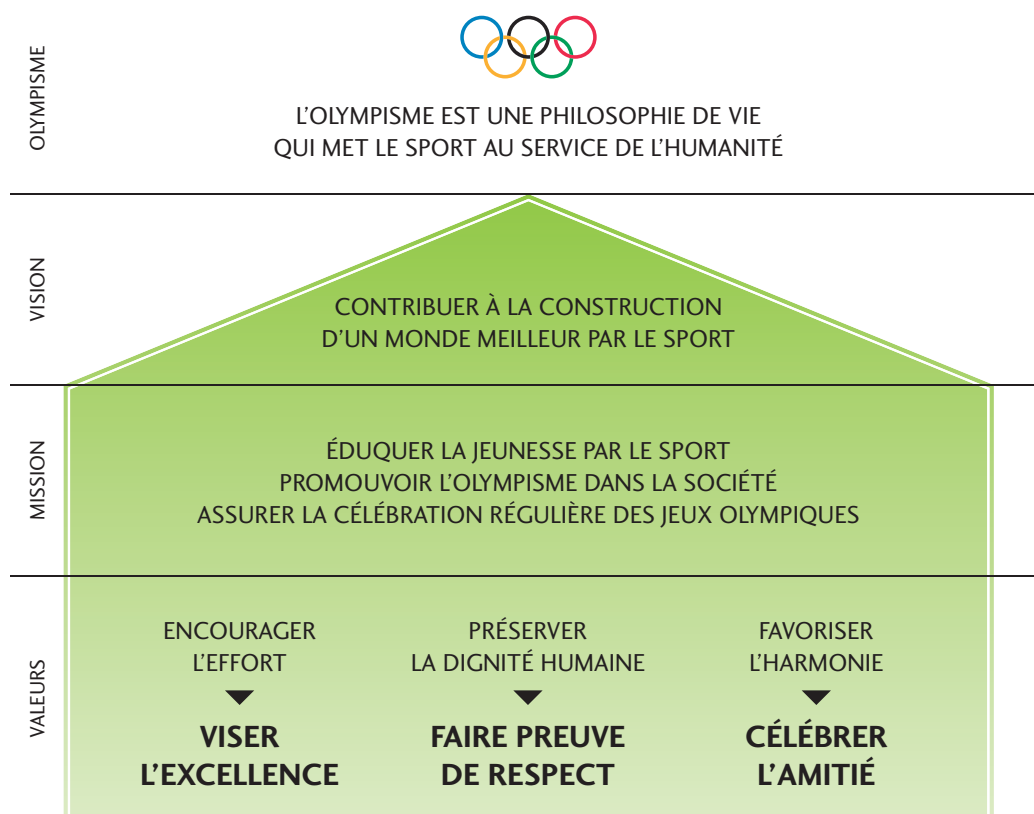 OLYMPISME
L'OLYMPISME EST UNE PHILOSOPHIE DE VIE
QUI MET LE SPORT AU SERVICE DE L'HUMANITÉ
VISION
CONTRIBUER À LA CONSTRUCTION
D'UN MONDE MEILLEUR PAR LE SPORT
MISSION
ÉDUQUER LA JEUNESSE PAR LE SPORT
PROMOUVOIR L'OLYMPISME DANS LA SOCIÉTÉ
ASSURER LA CÉLÉBRATION RÉGULIÈRE DES JEUX OLYMPIQUES
VALEURS
ENCOURAGER
L'EFFORT
VISER
L'EXCELLENCE
PRÉSERVER
LA DIGNITÉ HUMAINE
FAIRE PREUVE
DE RESPECT
FAVORISER
L'HARMONIE
CÉLÉBRER
L'AMITIÉ